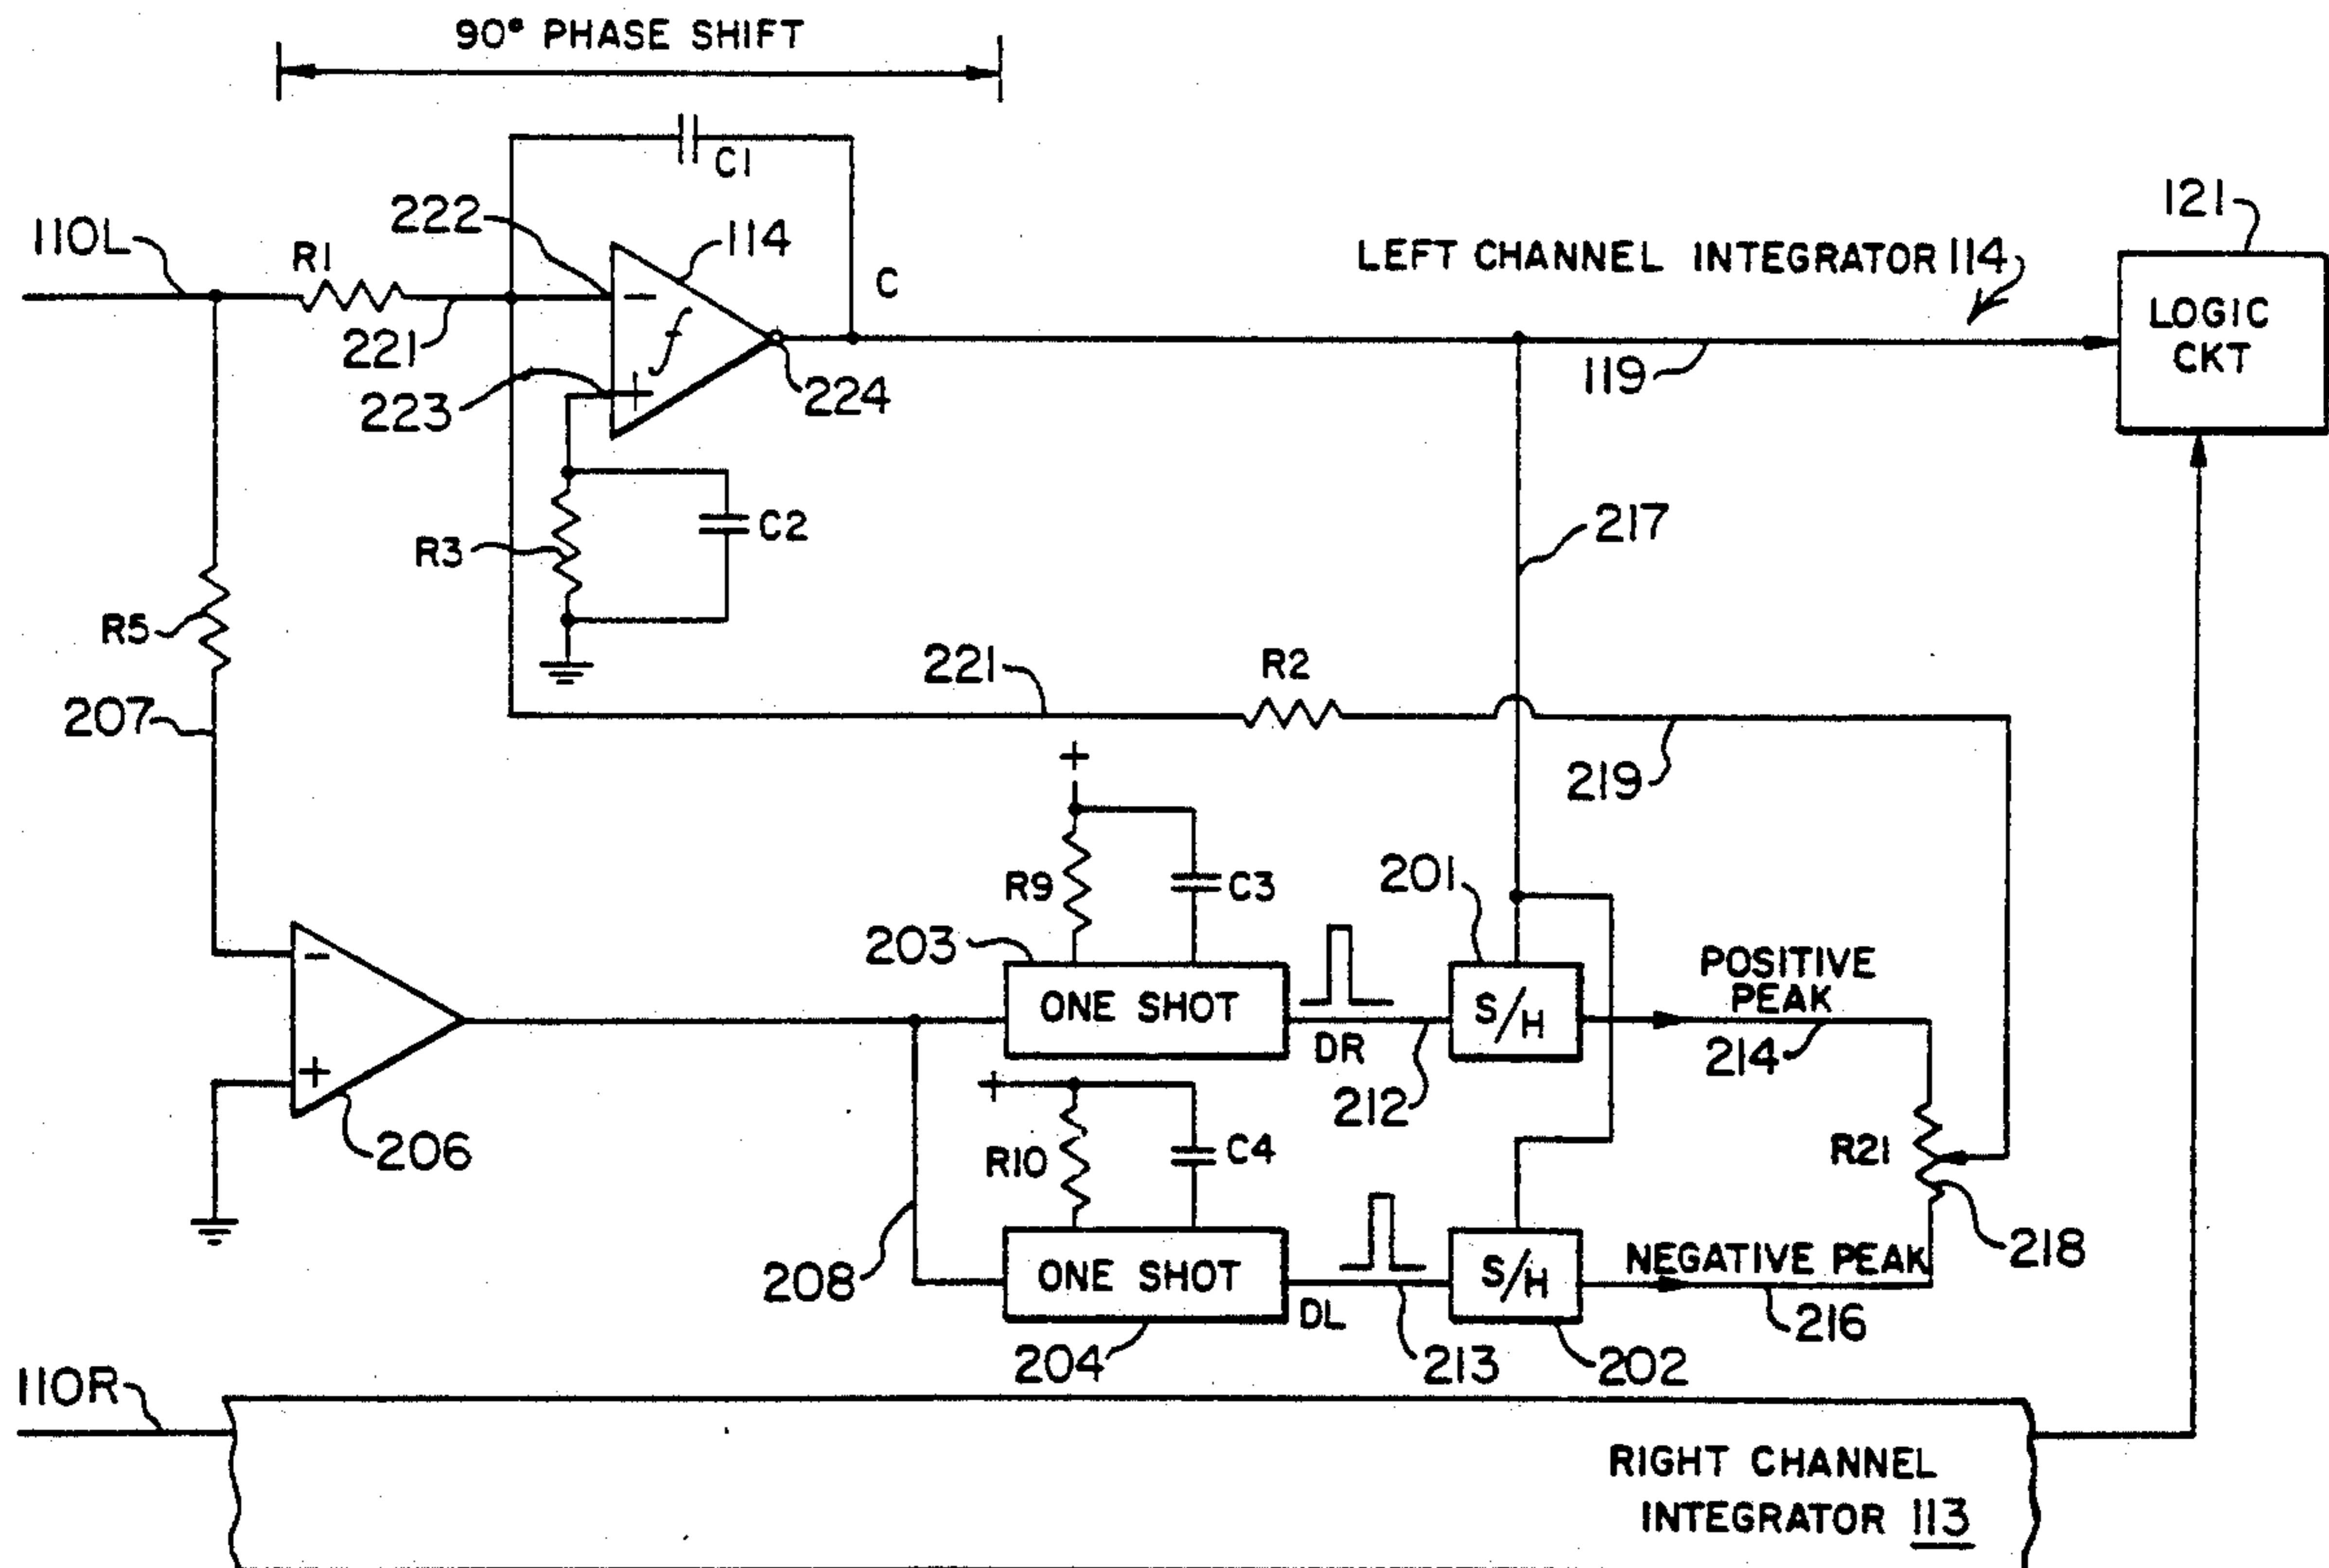 90° PHASE SHIFT
C1
222
114
110L
R1
C
LEFT CHANNEL INTEGRATOR 114
121
LOGIC
CKT
−
∫
+
221
223
224
119
R3
C2
217
R5
221
R2
207
219
+
R9
C3
201
203
−
+
206
ONE SHOT
DR
212
S/H
POSITIVE
PEAK
214
+
R10
C4
R21
218
208
ONE SHOT
DL
213
S/H
NEGATIVE PEAK
216
204
202
110R
RIGHT CHANNEL
INTEGRATOR 113